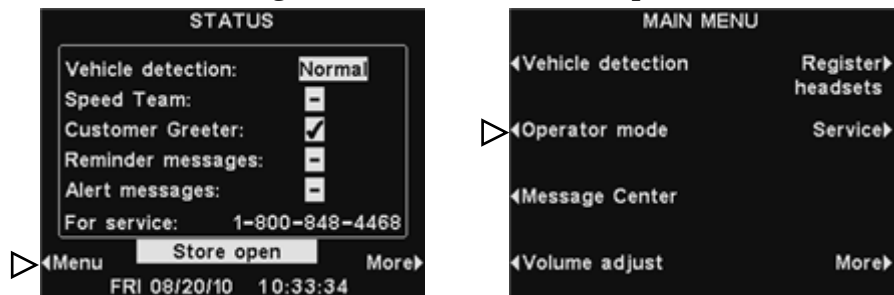 STATUS
Vehicle detection: Normal
Speed Team: -
Customer Greeter: ✓
Reminder messages: -
Alert messages: -
For service: 1-800-848-4468
Store open
Menu More
FRI 08/20/10 10:33:34
MAIN MENU
Vehicle detection Register
headsets
Operator mode Service
Message Center
Volume adjust More